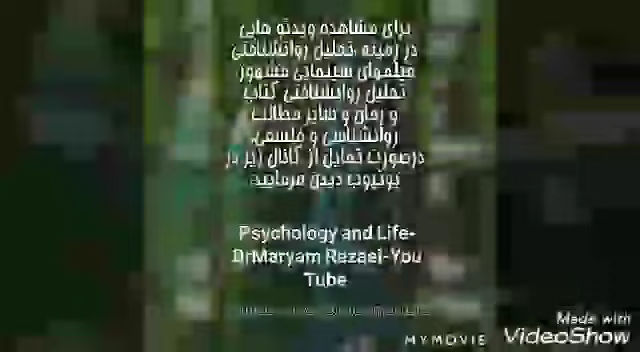 برای مشاهده ویدئو هایی
در زمینه تحلیل روانشناختی
فیلمهای سینمایی مشهور
تحلیل روانشناختی کتاب
و رمان و سایر مطالب
روانشناسی و فلسفی،
درصورت تمایل از کانال زیر در
یوتیوب دیدن فرمایید
Psychology and Life-
DrMaryam Rezaei-You
Tube
Made with
MYMOVIE VideoShow